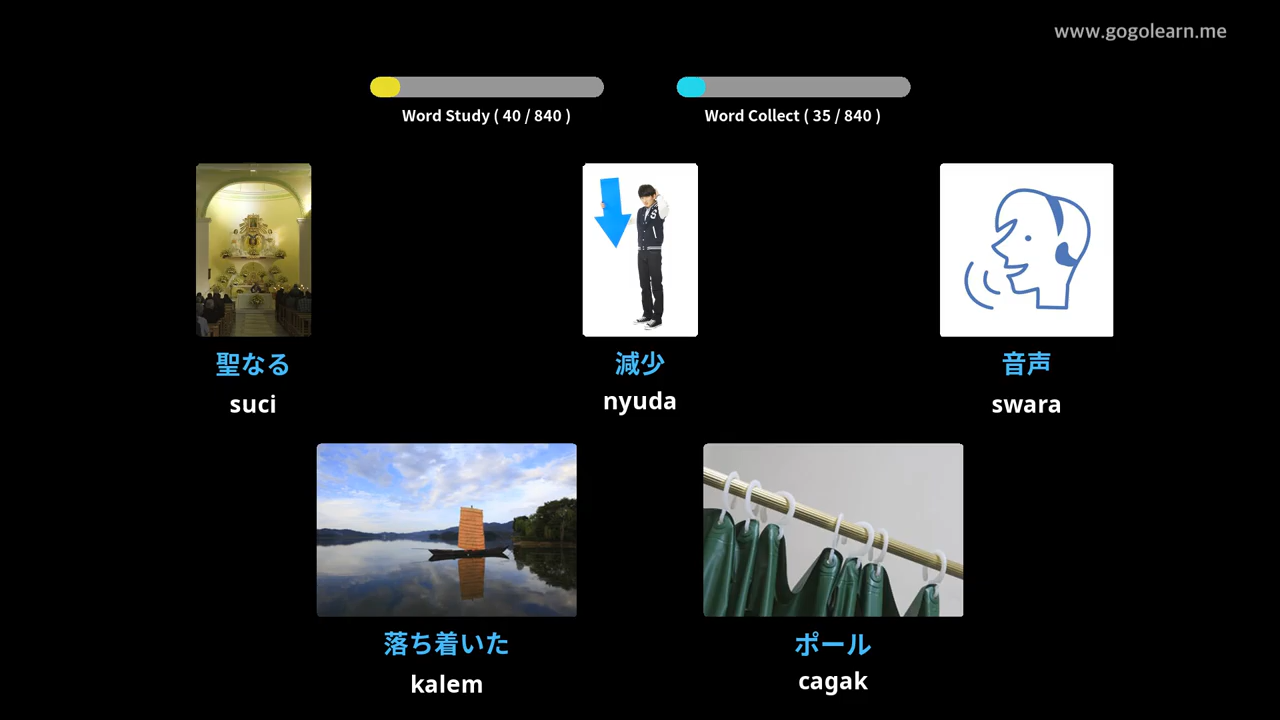 www.gogolearn.me
Word Study ( 40 / 840 )
Word Collect ( 35 / 840 )
聖なる
suci
減少
nyuda
音声
swara
落ち着いた
kalem
ポール
cagak